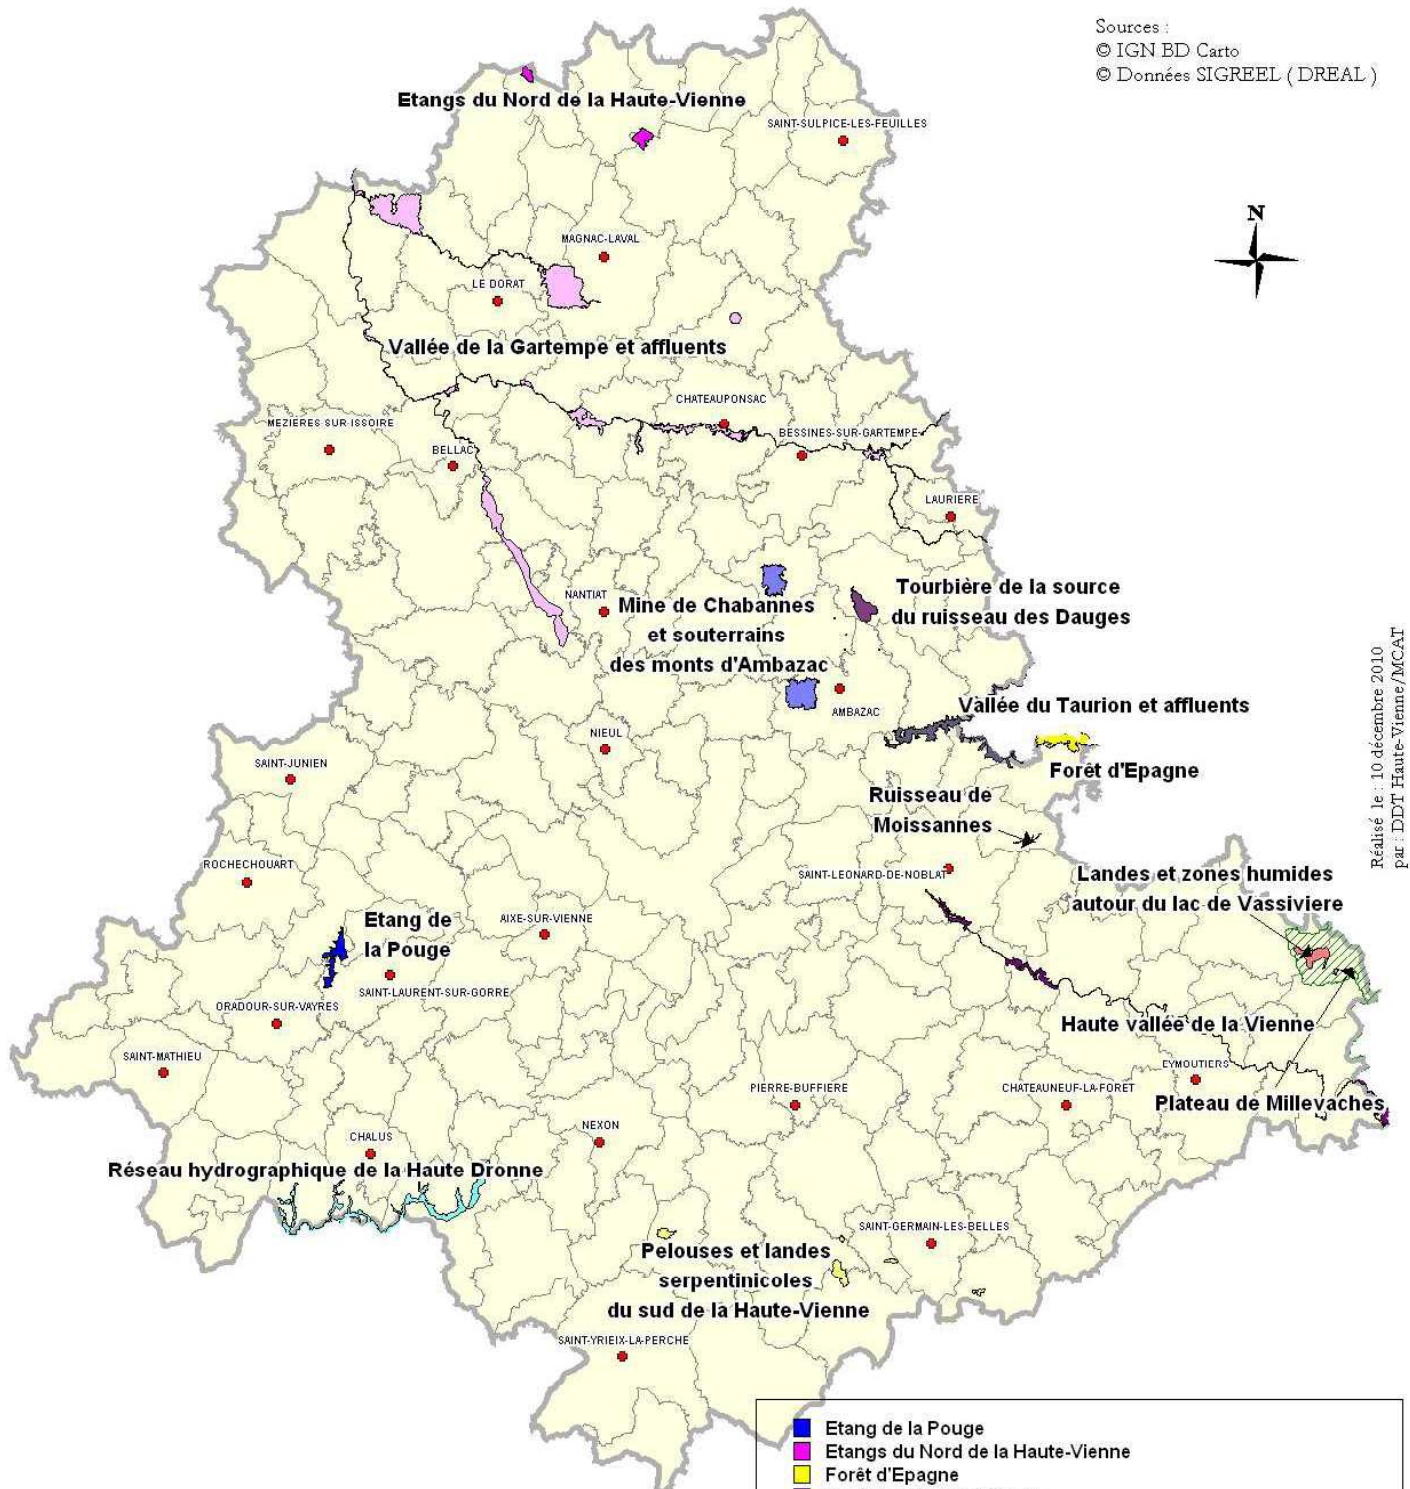 Sources :
© IGN BD Carto
© Données SIGREEL ( DREAL )
Etangs du Nord de la Haute-Vienne
SAINT-SULPICE-LES-FEUILLES
N
MAGNAC-LAVAL
LE DORAT
Vallée de la Gartempe et affluents
CHATEAUPONSAC
MEZIERES SUR ISSOIRE
BESSINES-SUR-GARTEMPE
BELLAC
LAURIERE
Tourbière de la source
du ruisseau des Dauges
NANTIAT
Mine de Chabannes
et souterrains
des monts d'Ambazac
AMBAZAC
Vallée du Taurion et affluents
NIEUL
Forêt d'Epagne
SAINT-JUNIEN
Ruisseau de
Moissannes
Réalisé le : 10 décembre 2010
par : DDT Haute-Vienne/MCAT
ROCHECHOUART
SAINT-LEONARD-DE-NOBLAT
Landes et zones humides
autour du lac de Vassiviere
Etang de
la Pouge
AIXE-SUR-VIENNE
SAINT-LAURENT-SUR-GORRE
ORADOUR-SUR-VAYRES
Haute vallée de la Vienne
SAINT-MATHIEU
EYMOUTIERS
PIERRE-BUFFIERE
CHATEAUNEUF-LA-FORET
Plateau de Millevaches
NEXON
CHALUS
Réseau hydrographique de la Haute Dronne
SAINT-GERMAIN-LES-BELLES
Pelouses et landes
serpentinicoles
du sud de la Haute-Vienne
SAINT-YRIEIX-LA-PERCHE
Etang de la Pouge
Etangs du Nord de la Haute-Vienne
Forêt d'Epagne